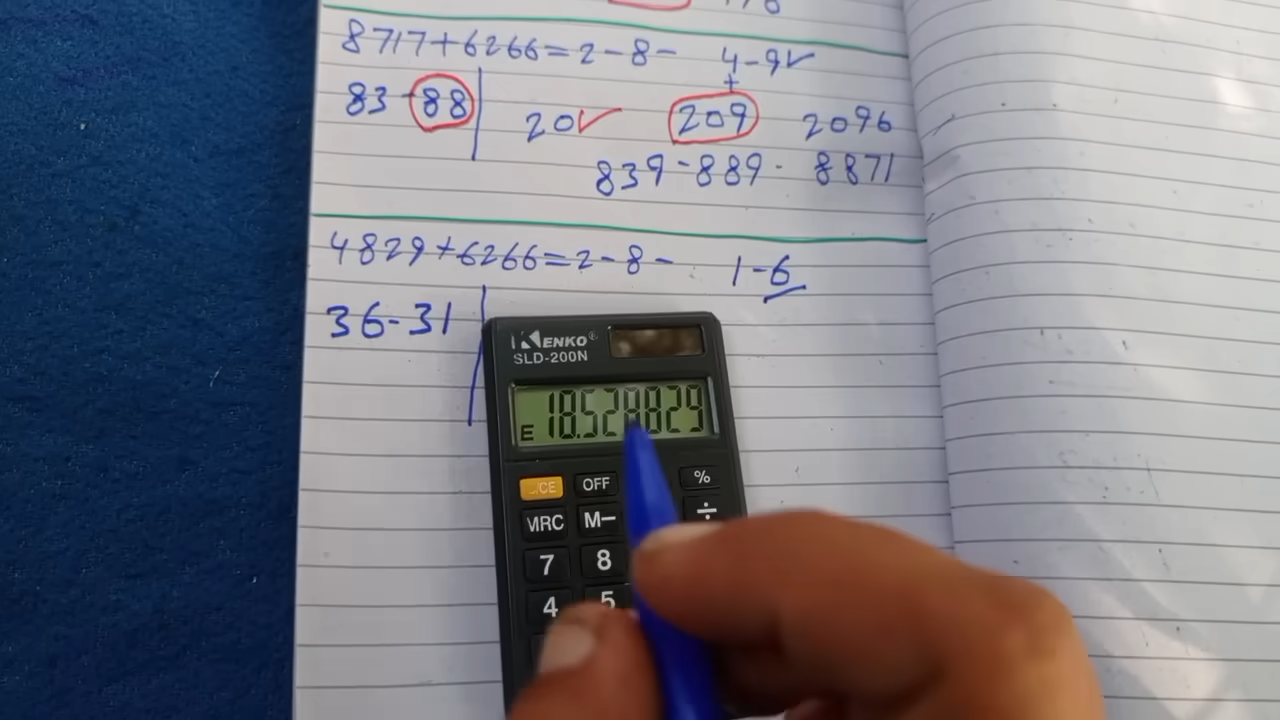 8717+6266=2-8- 4-9✓
+
83-88 20✓ 209 2096
839-889- 8871
4829+6266=2-8- 1-6
36-31
KENKO®
SLD-200N
E 18.528829
OFF %
MRC M− ÷
7 8
4 5